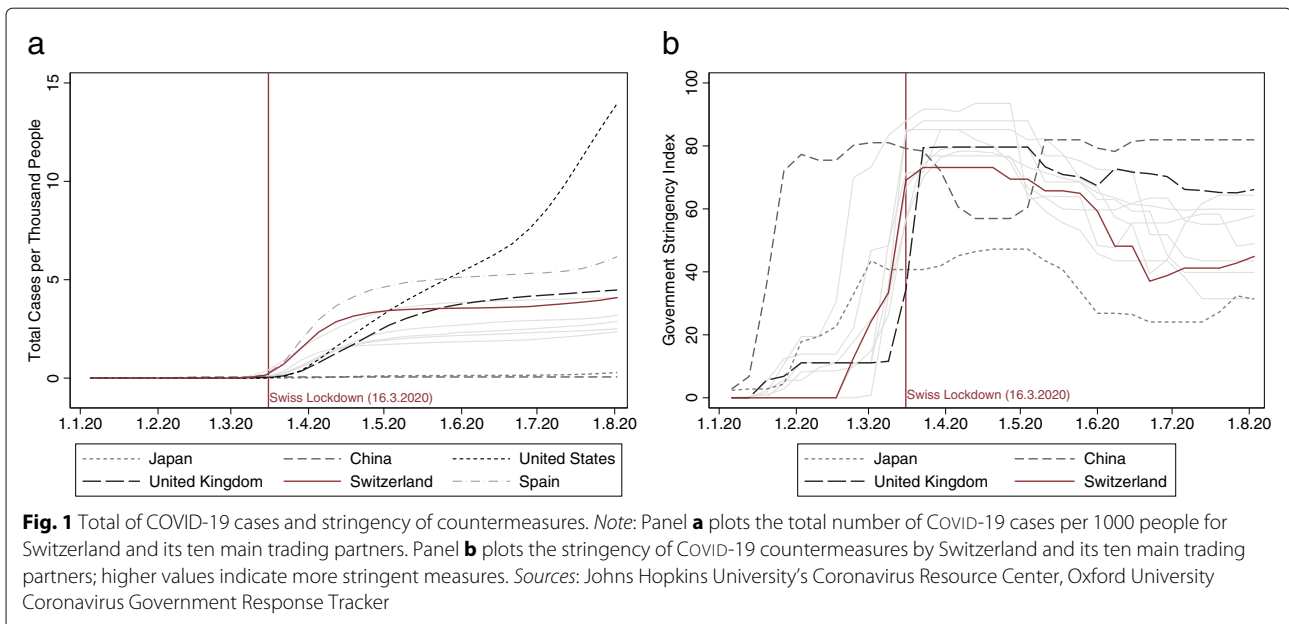 a
15
10
5
0
Total Cases per Thousand People
Swiss Lockdown (16.3.2020)
1.1.20 1.2.20 1.3.20 1.4.20 1.5.20 1.6.20 1.7.20 1.8.20
Japan China United States
United Kingdom Switzerland Spain
b
100
80
60
40
20
0
Government Stringency Index
Swiss Lockdown (16.3.2020)
1.1.20 1.2.20 1.3.20 1.4.20 1.5.20 1.6.20 1.7.20 1.8.20
Japan China
United Kingdom Switzerland
Fig. 1 Total of COVID-19 cases and stringency of countermeasures. Note: Panel a plots the total number of COVID-19 cases per 1000 people for
Switzerland and its ten main trading partners. Panel b plots the stringency of COVID-19 countermeasures by Switzerland and its ten main trading
partners; higher values indicate more stringent measures. Sources: Johns Hopkins University's Coronavirus Resource Center, Oxford University
Coronavirus Government Response Tracker